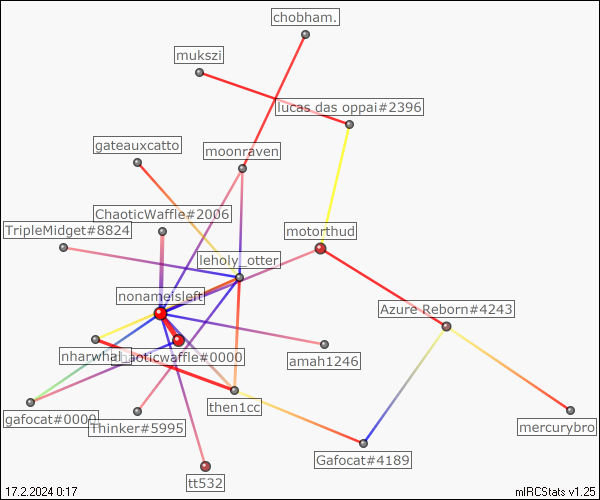 chobham.
mukszi
lucas das oppai#2396
gateauxcatto
moonraven
ChaoticWaffle#2006
TripleMidget#8824
motorthud
leholy_otter
nonameisleft
Azure Reborn#4243
nharwhal
chaoticwaffle#0000
amah1246
then1cc
gafocat#0000
Thinker#5995
mercurybro
Gafocat#4189
tt532
17.2.2024 0:17
mIRCStats v1.25